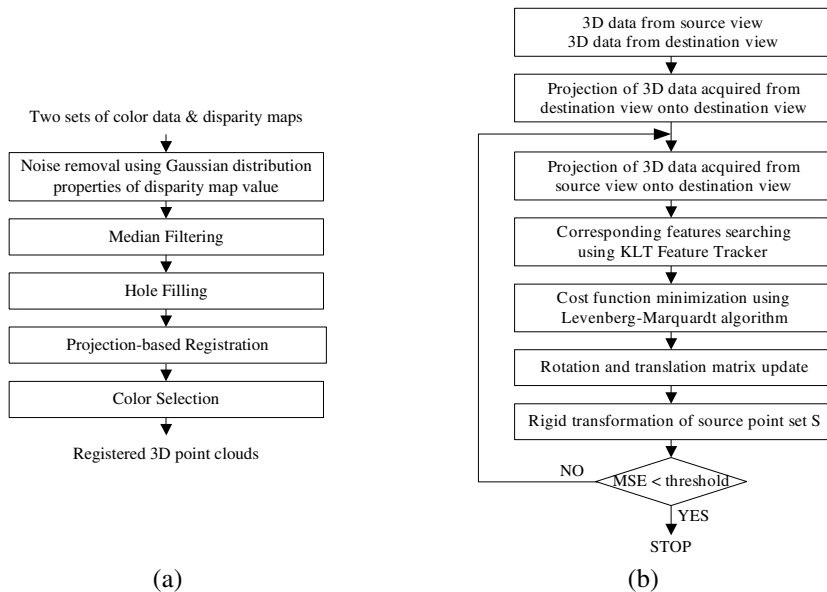 Two sets of color data & disparity maps
Noise removal using Gaussian distribution
properties of disparity map value
Median Filtering
Hole Filling
Projection-based Registration
Color Selection
Registered 3D point clouds
(a)
3D data from source view
3D data from destination view
Projection of 3D data acquired from
destination view onto destination view
Projection of 3D data acquired from
source view onto destination view
Corresponding features searching
using KLT Feature Tracker
Cost function minimization using
Levenberg-Marquardt algorithm
Rotation and translation matrix update
Rigid transformation of source point set S
NO
MSE < threshold
YES
STOP
(b)